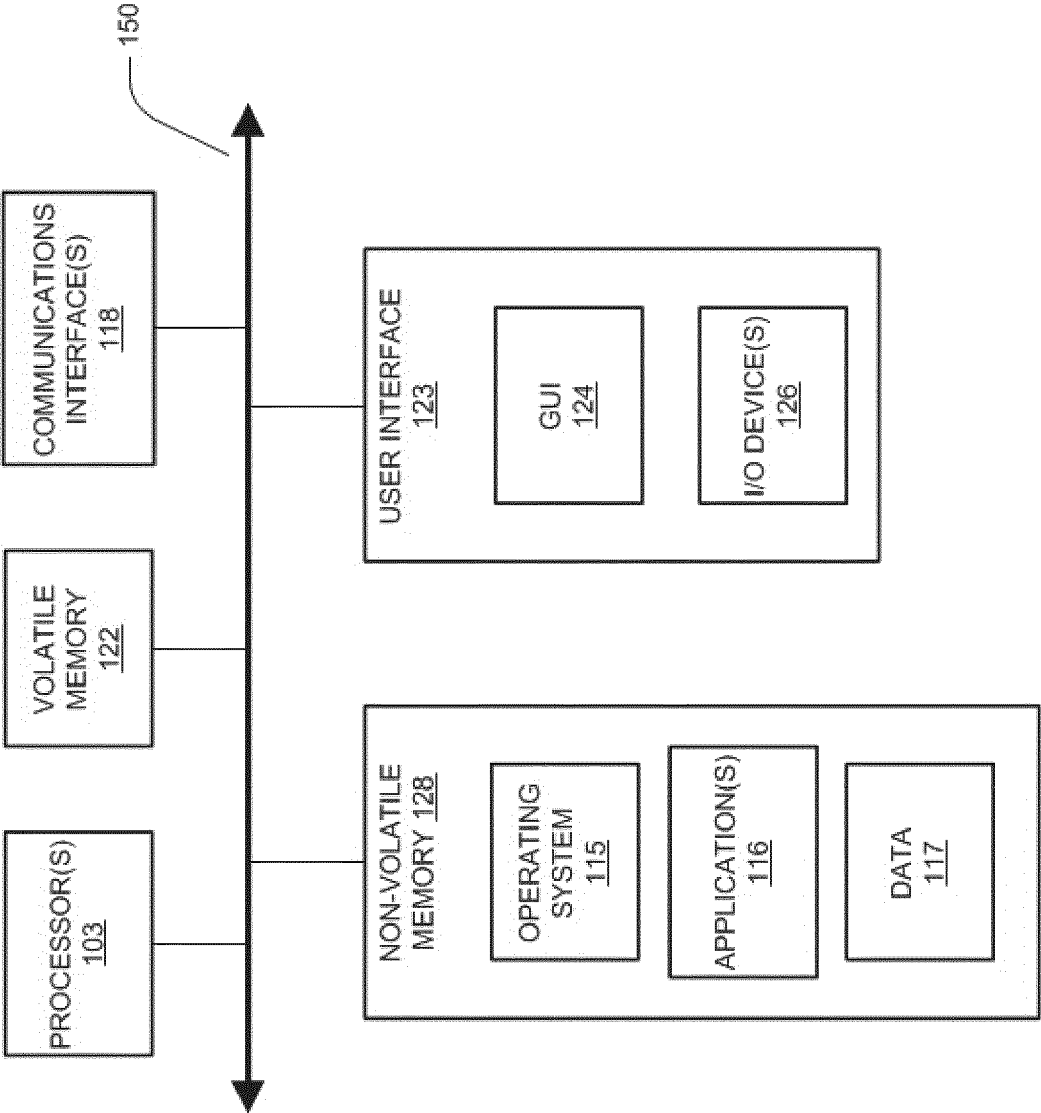 150
PROCESSOR(S)
103
VOLATILE
MEMORY
122
COMMUNICATIONS
INTERFACE(S)
118
NON-VOLATILE
MEMORY 128
OPERATING
SYSTEM
115
APPLICATION(S)
116
DATA
117
USER INTERFACE
123
GUI
124
I/O DEVICE(S)
126